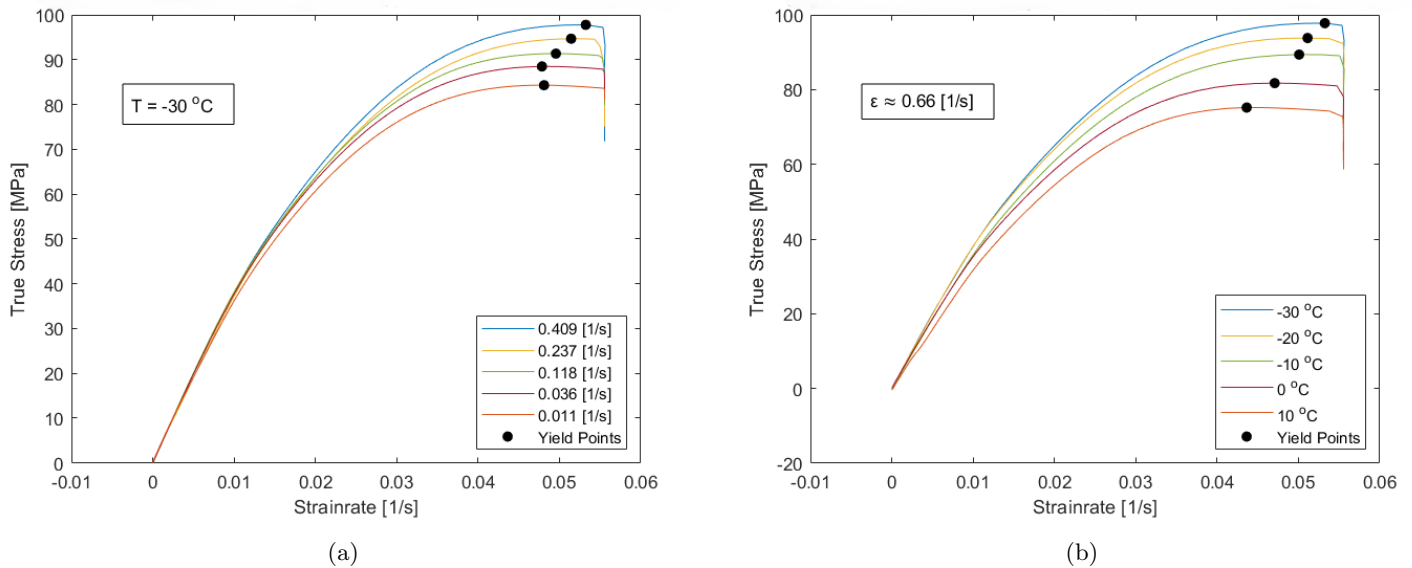 100
90
80
70
60
50
40
30
20
10
0
True Stress [MPa]
T = -30 °C
0.409 [1/s]
0.237 [1/s]
0.118 [1/s]
0.036 [1/s]
0.011 [1/s]
Yield Points
-0.01 0 0.01 0.02 0.03 0.04 0.05 0.06
Strainrate [1/s]
(a)
100
80
60
40
20
0
-20
True Stress [MPa]
ε ≈ 0.66 [1/s]
-30 °C
-20 °C
-10 °C
0 °C
10 °C
Yield Points
-0.01 0 0.01 0.02 0.03 0.04 0.05 0.06
Strainrate [1/s]
(b)